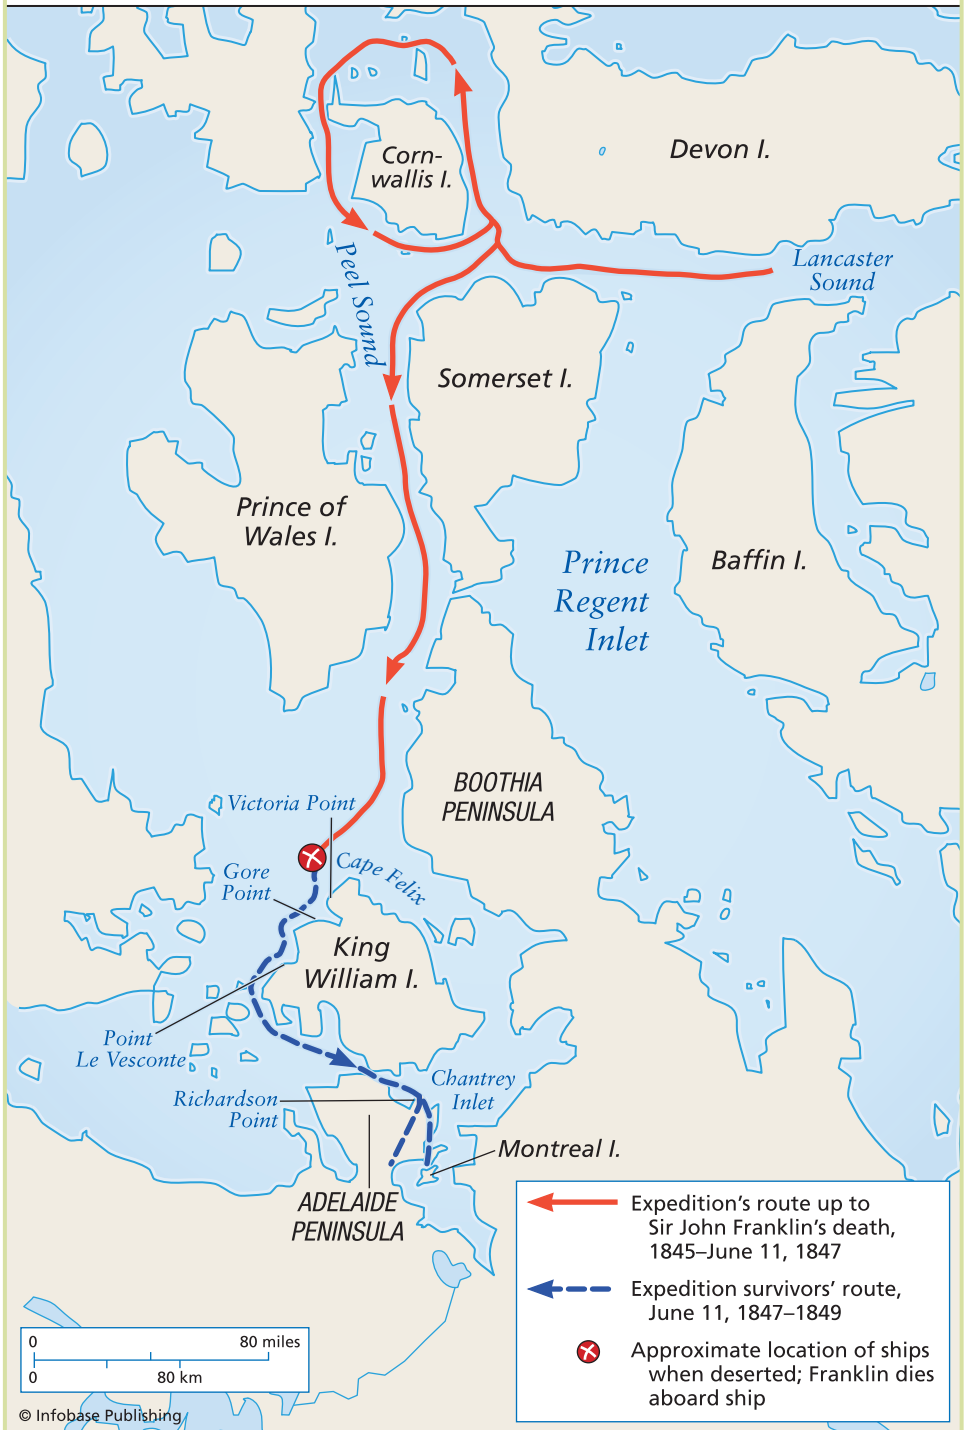 Corn-
wallis I.
Devon I.
Peel Sound
Lancaster
Sound
Somerset I.
Prince of
Wales I.
Prince
Regent
Inlet
Baffin I.
BOOTHIA
PENINSULA
Victoria Point
Cape Felix
Gore
Point
King
William I.
Point
Le Vesconte
Chantrey
Inlet
Richardson
Point
Montreal I.
ADELAIDE
PENINSULA
Expedition's route up to
Sir John Franklin's death,
1845–June 11, 1847
Expedition survivors' route,
June 11, 1847–1849
Approximate location of ships
when deserted; Franklin dies
aboard ship
0 80 miles
0 80 km
© Infobase Publishing